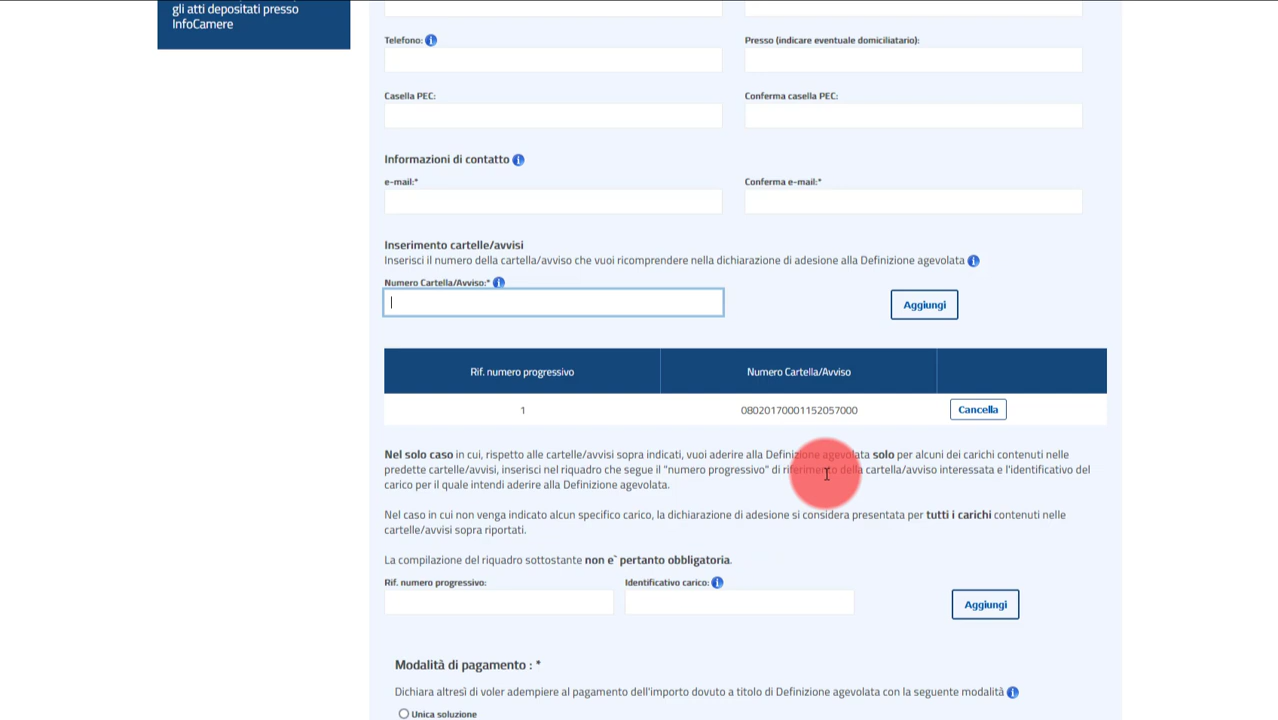 gli atti depositati presso
InfoCamere
Telefono:
Presso (indicare eventuale domiciliatario):
Casella PEC:
Conferma casella PEC:
Informazioni di contatto
e-mail:*
Conferma e-mail:*
Inserimento cartelle/avvisi
Inserisci il numero della cartella/avviso che vuoi ricomprendere nella dichiarazione di adesione alla Definizione agevolata
Numero Cartella/Avviso:*
Aggiungi
Rif. numero progressivo
Numero Cartella/Avviso
1
08020170001152057000
Cancella
Nel solo caso in cui, rispetto alle cartelle/avvisi sopra indicati, vuoi aderire alla Definizione agevolata solo per alcuni dei carichi contenuti nelle
predette cartelle/avvisi, inserisci nel riquadro che segue il "numero progressivo" di riferimento della cartella/avviso interessata e l'identificativo del
carico per il quale intendi aderire alla Definizione agevolata.
Nel caso in cui non venga indicato alcun specifico carico, la dichiarazione di adesione si considera presentata per tutti i carichi contenuti nelle
cartelle/avvisi sopra riportati.
La compilazione del riquadro sottostante non e` pertanto obbligatoria.
Rif. numero progressivo:
Identificativo carico:
Aggiungi
Modalità di pagamento : *
Dichiara altresì di voler adempiere al pagamento dell'importo dovuto a titolo di Definizione agevolata con la seguente modalità
Unica soluzione